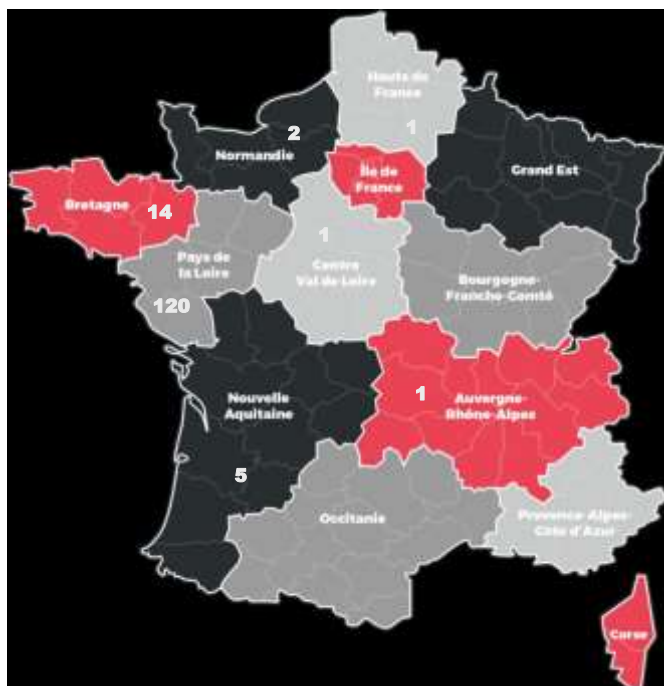 Hauts de
France
1
2
Normandie
Île de
France
Grand Est
Bretagne
14
Pays de
la Loire
120
1
Centre
Val de Loire
Bourgogne-
Franche-Comté
Nouvelle
Aquitaine
5
1
Auvergne-
Rhône-Alpes
Occitanie
Provence-Alpes-
Côte d'Azur
Corse